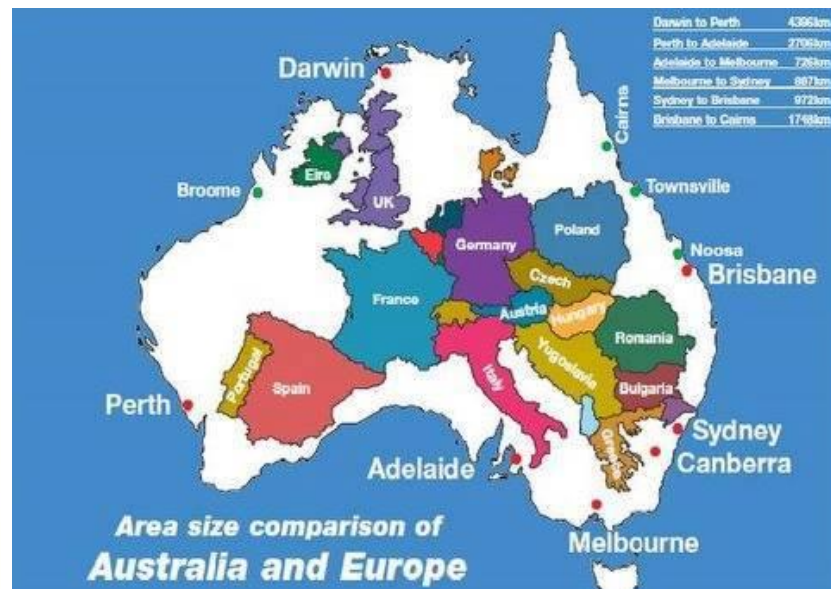 Darwin to Perth 4396km
Perth to Adelaide 2706km
Adelaide to Melbourne 726km
Melbourne to Sydney 887km
Sydney to Brisbane 972km
Brisbane to Cairns 1748km
Darwin
Cairns
Eire
UK
Broome
Townsville
Poland
Germany
Noosa
Brisbane
Czech
France
Austria
Hungary
Romania
Yugoslavia
Portugal
Spain
Italy
Bulgaria
Perth
Sydney
Adelaide
Greece
Canberra
Area size comparison of
Melbourne
Australia and Europe